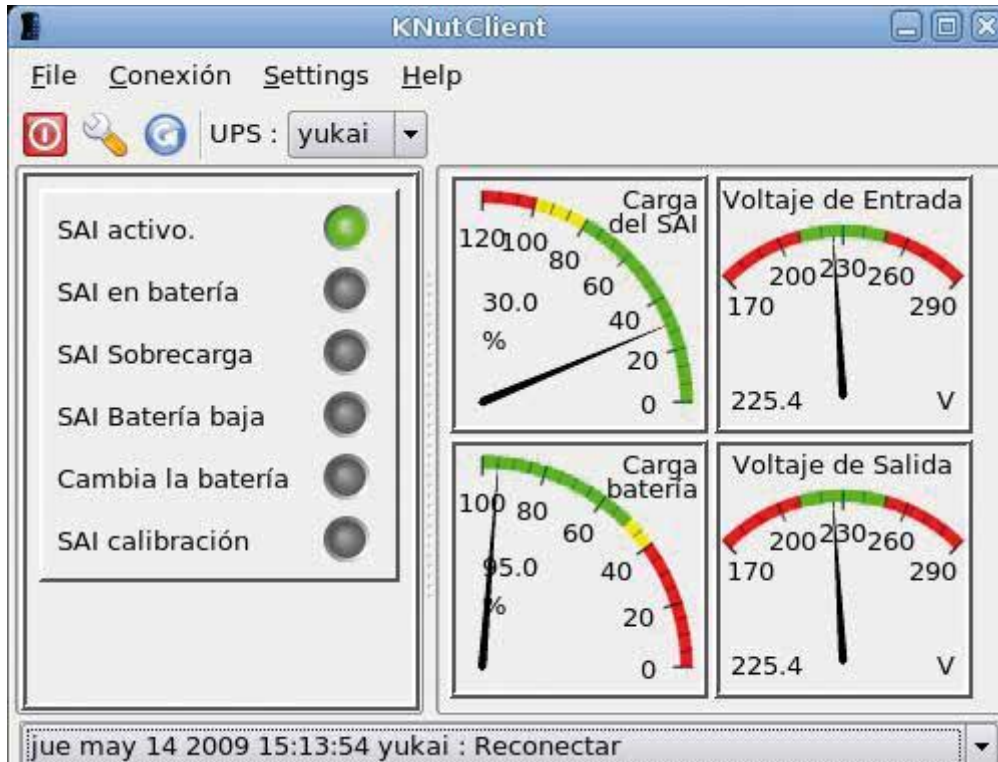 KNutClient
File Conexión Settings Help
UPS : yukai
SAI activo.
SAI en batería
SAI Sobrecarga
SAI Batería baja
Cambia la batería
SAI calibración
Carga
del SAI
120 100 80 60 40 20 0
30.0
%
Voltaje de Entrada
170 200 230 260 290
225.4 V
Carga
batería
100 80 60 40 20 0
95.0
%
Voltaje de Salida
170 200 230 260 290
225.4 V
jue may 14 2009 15:13:54 yukai : Reconectar